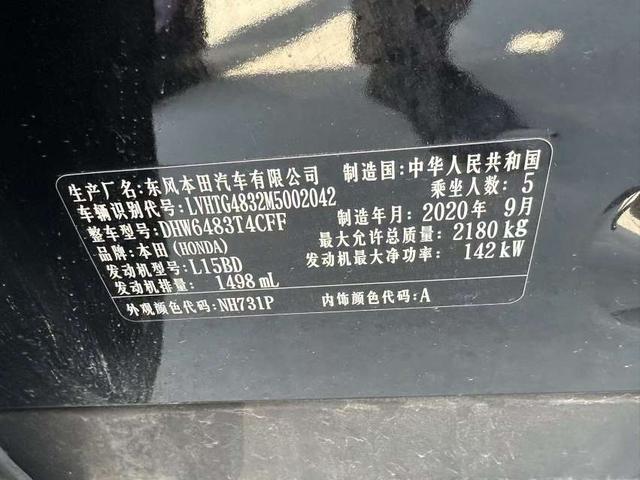 生产厂名:东风本田汽车有限公司 制造国:中华人民共和国
车辆识别代号:LVHTG4832M5002042 乘坐人数:5
整车型号:DHW6483T4CFF 制造年月:2020年 9月
品牌:本田(HONDA) 最大允许总质量:2180 kg
发动机型号:L15BD 发动机最大净功率:142 kW
发动机排量:1498 mL
外观颜色代码:NH731P 内饰颜色代码:A